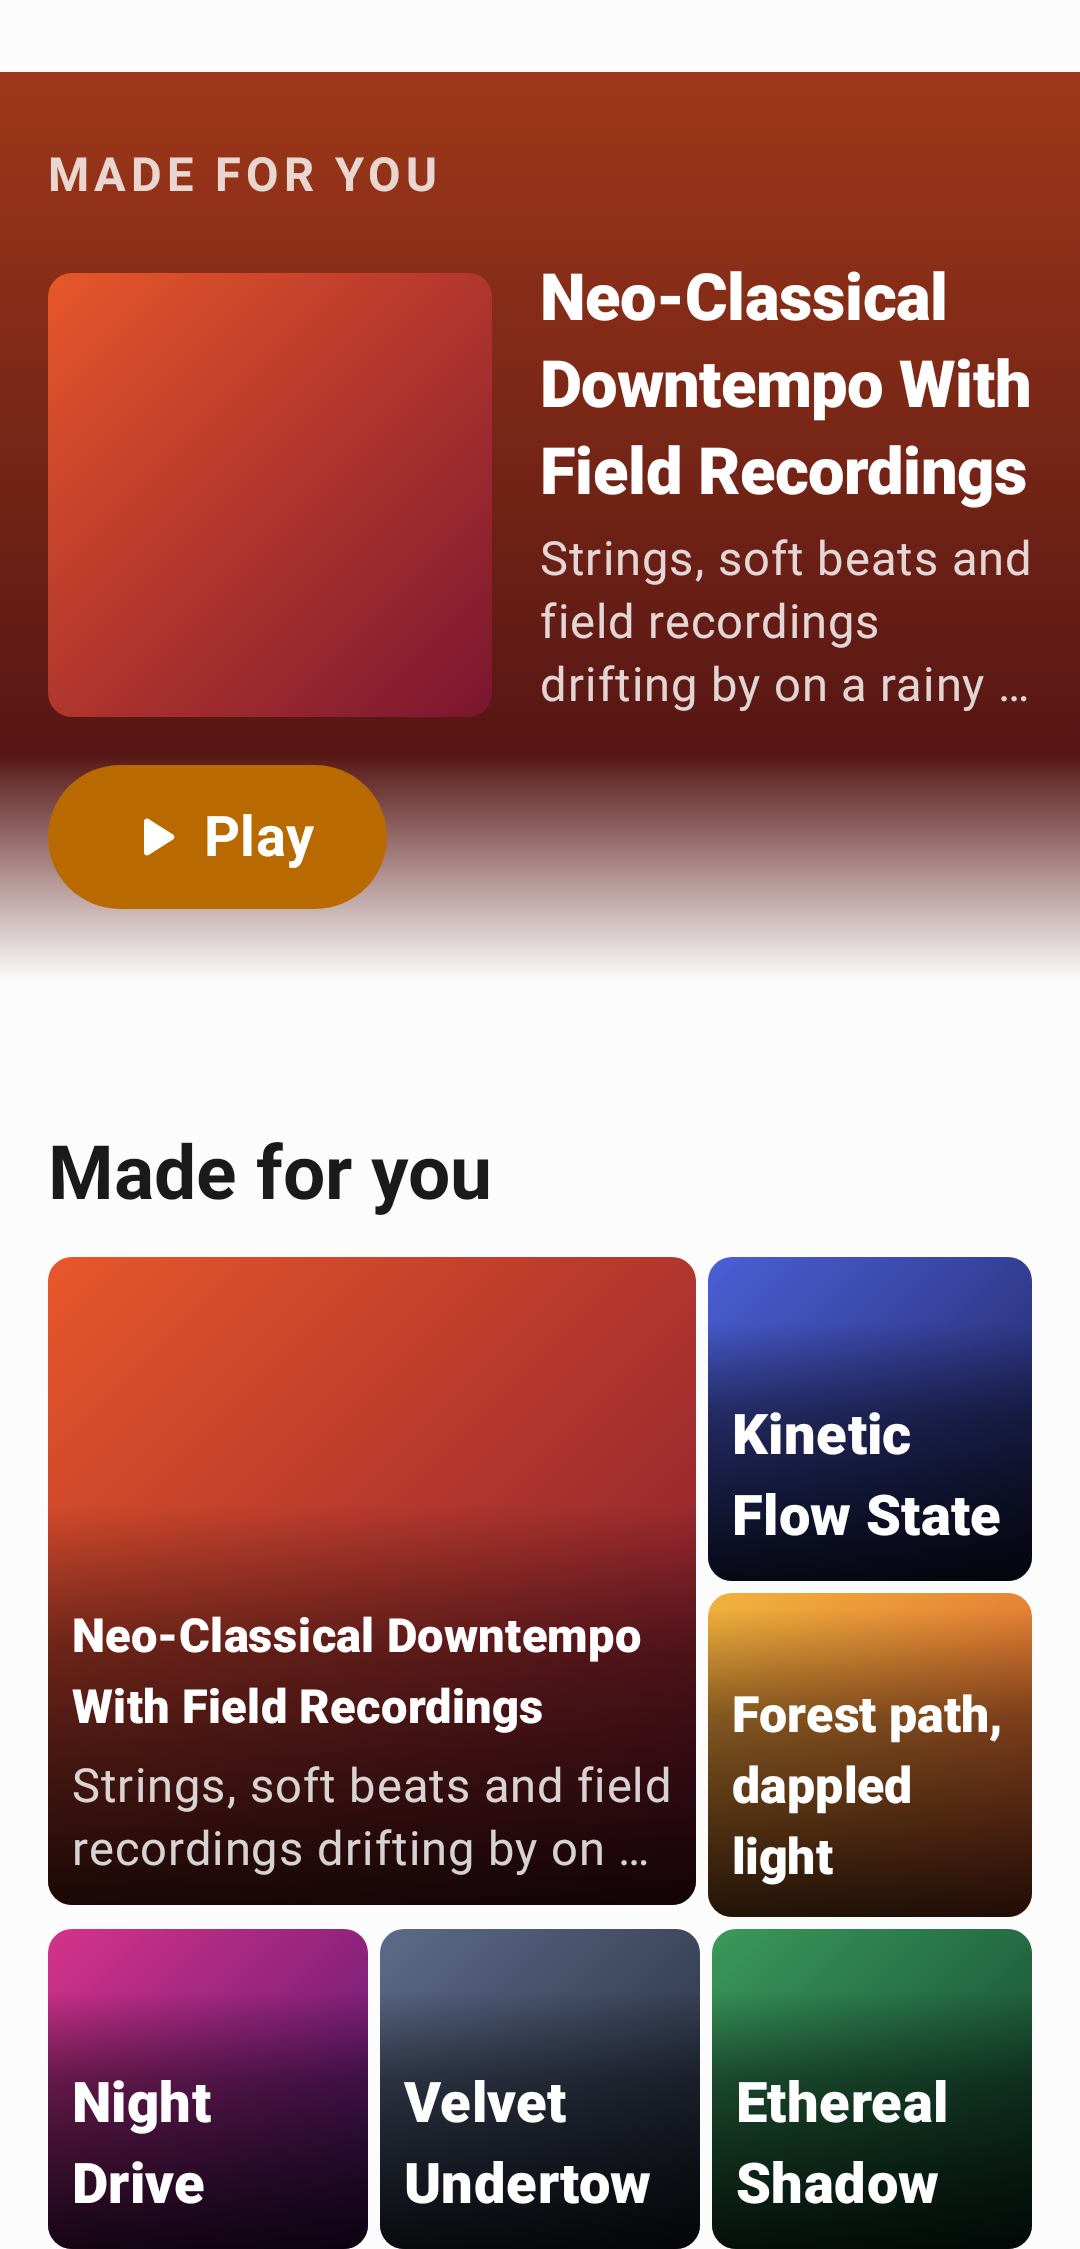 MADE FOR YOU
Neo-Classical
Downtempo With
Field Recordings
Strings, soft beats and
field recordings
drifting by on a rainy …
Play
Made for you
Neo-Classical Downtempo
With Field Recordings
Strings, soft beats and field
recordings drifting by on …
Kinetic
Flow State
Forest path,
dappled
light
Night
Drive
Velvet
Undertow
Ethereal
Shadow